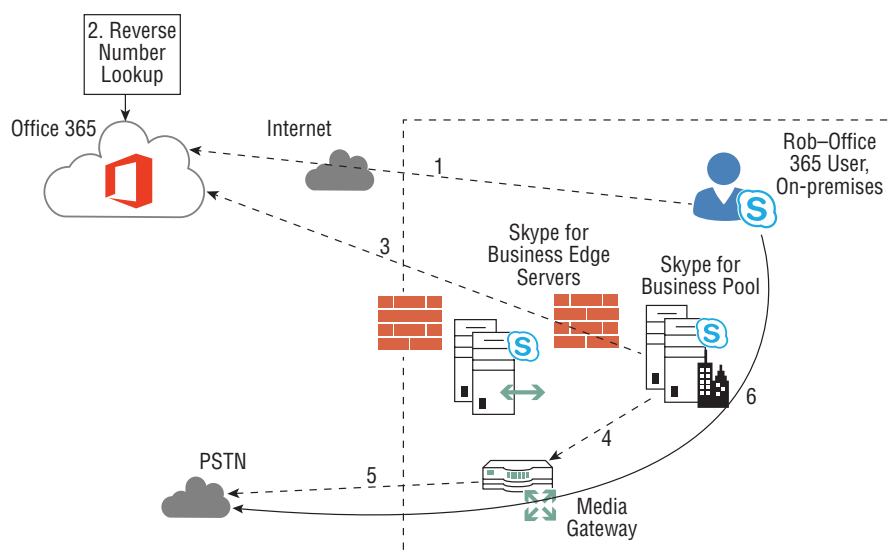 2. Reverse
Number
Lookup
Office 365
Internet
1
Rob–Office
365 User,
On-premises
3
Skype for
Business Edge
Servers
Skype for
Business Pool
S
S
S
6
4
PSTN
5
Media
Gateway